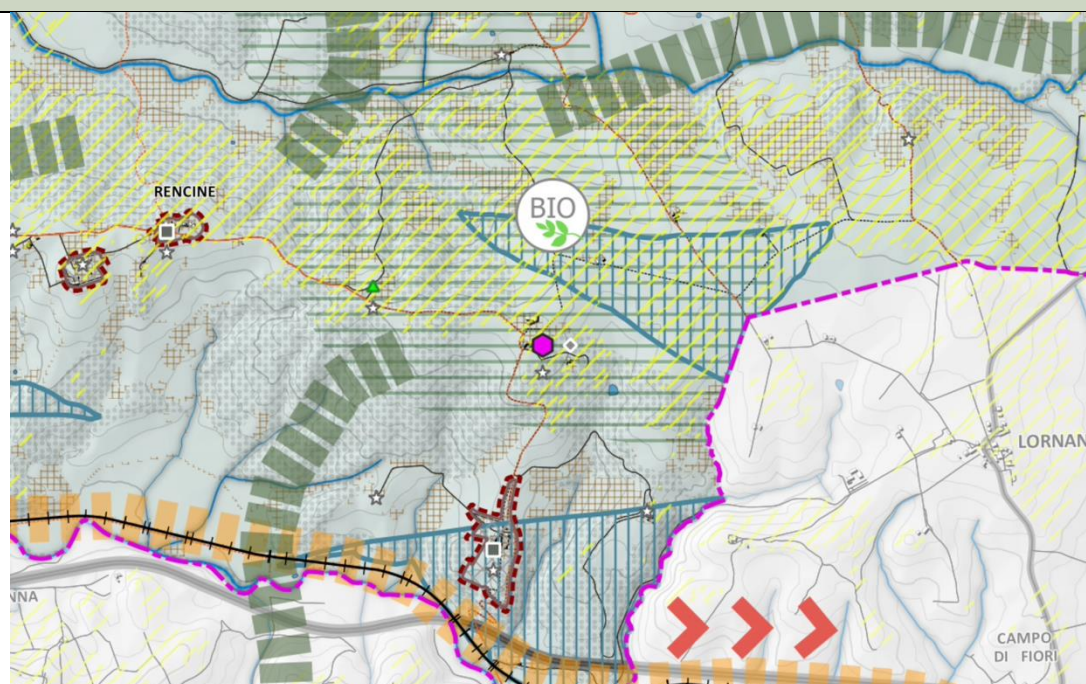 RENCINE
BIO
LORNAN
NNA
CAMPO
DI FIORI